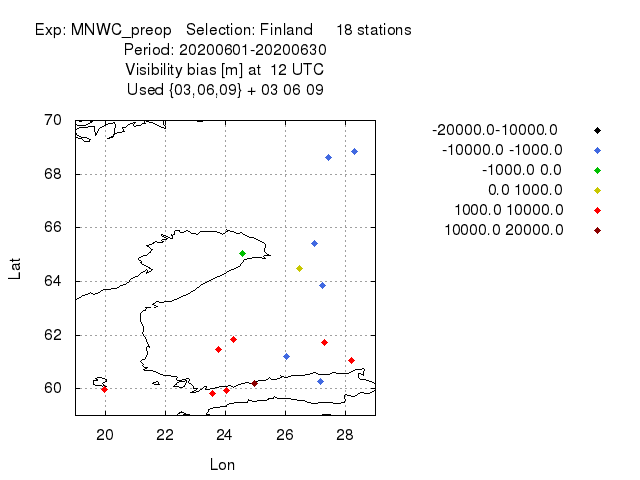 Exp: MNWC_preop   Selection: Finland      18 stations
Period: 20200601-20200630
Visibility bias [m] at  12 UTC
Used {03,06,09} + 03 06 09
70
68
66
64
62
60
Lat
20
22
24
26
28
Lon
-20000.0-10000.0
-10000.0 -1000.0
-1000.0 0.0
0.0 1000.0
1000.0 10000.0
10000.0 20000.0